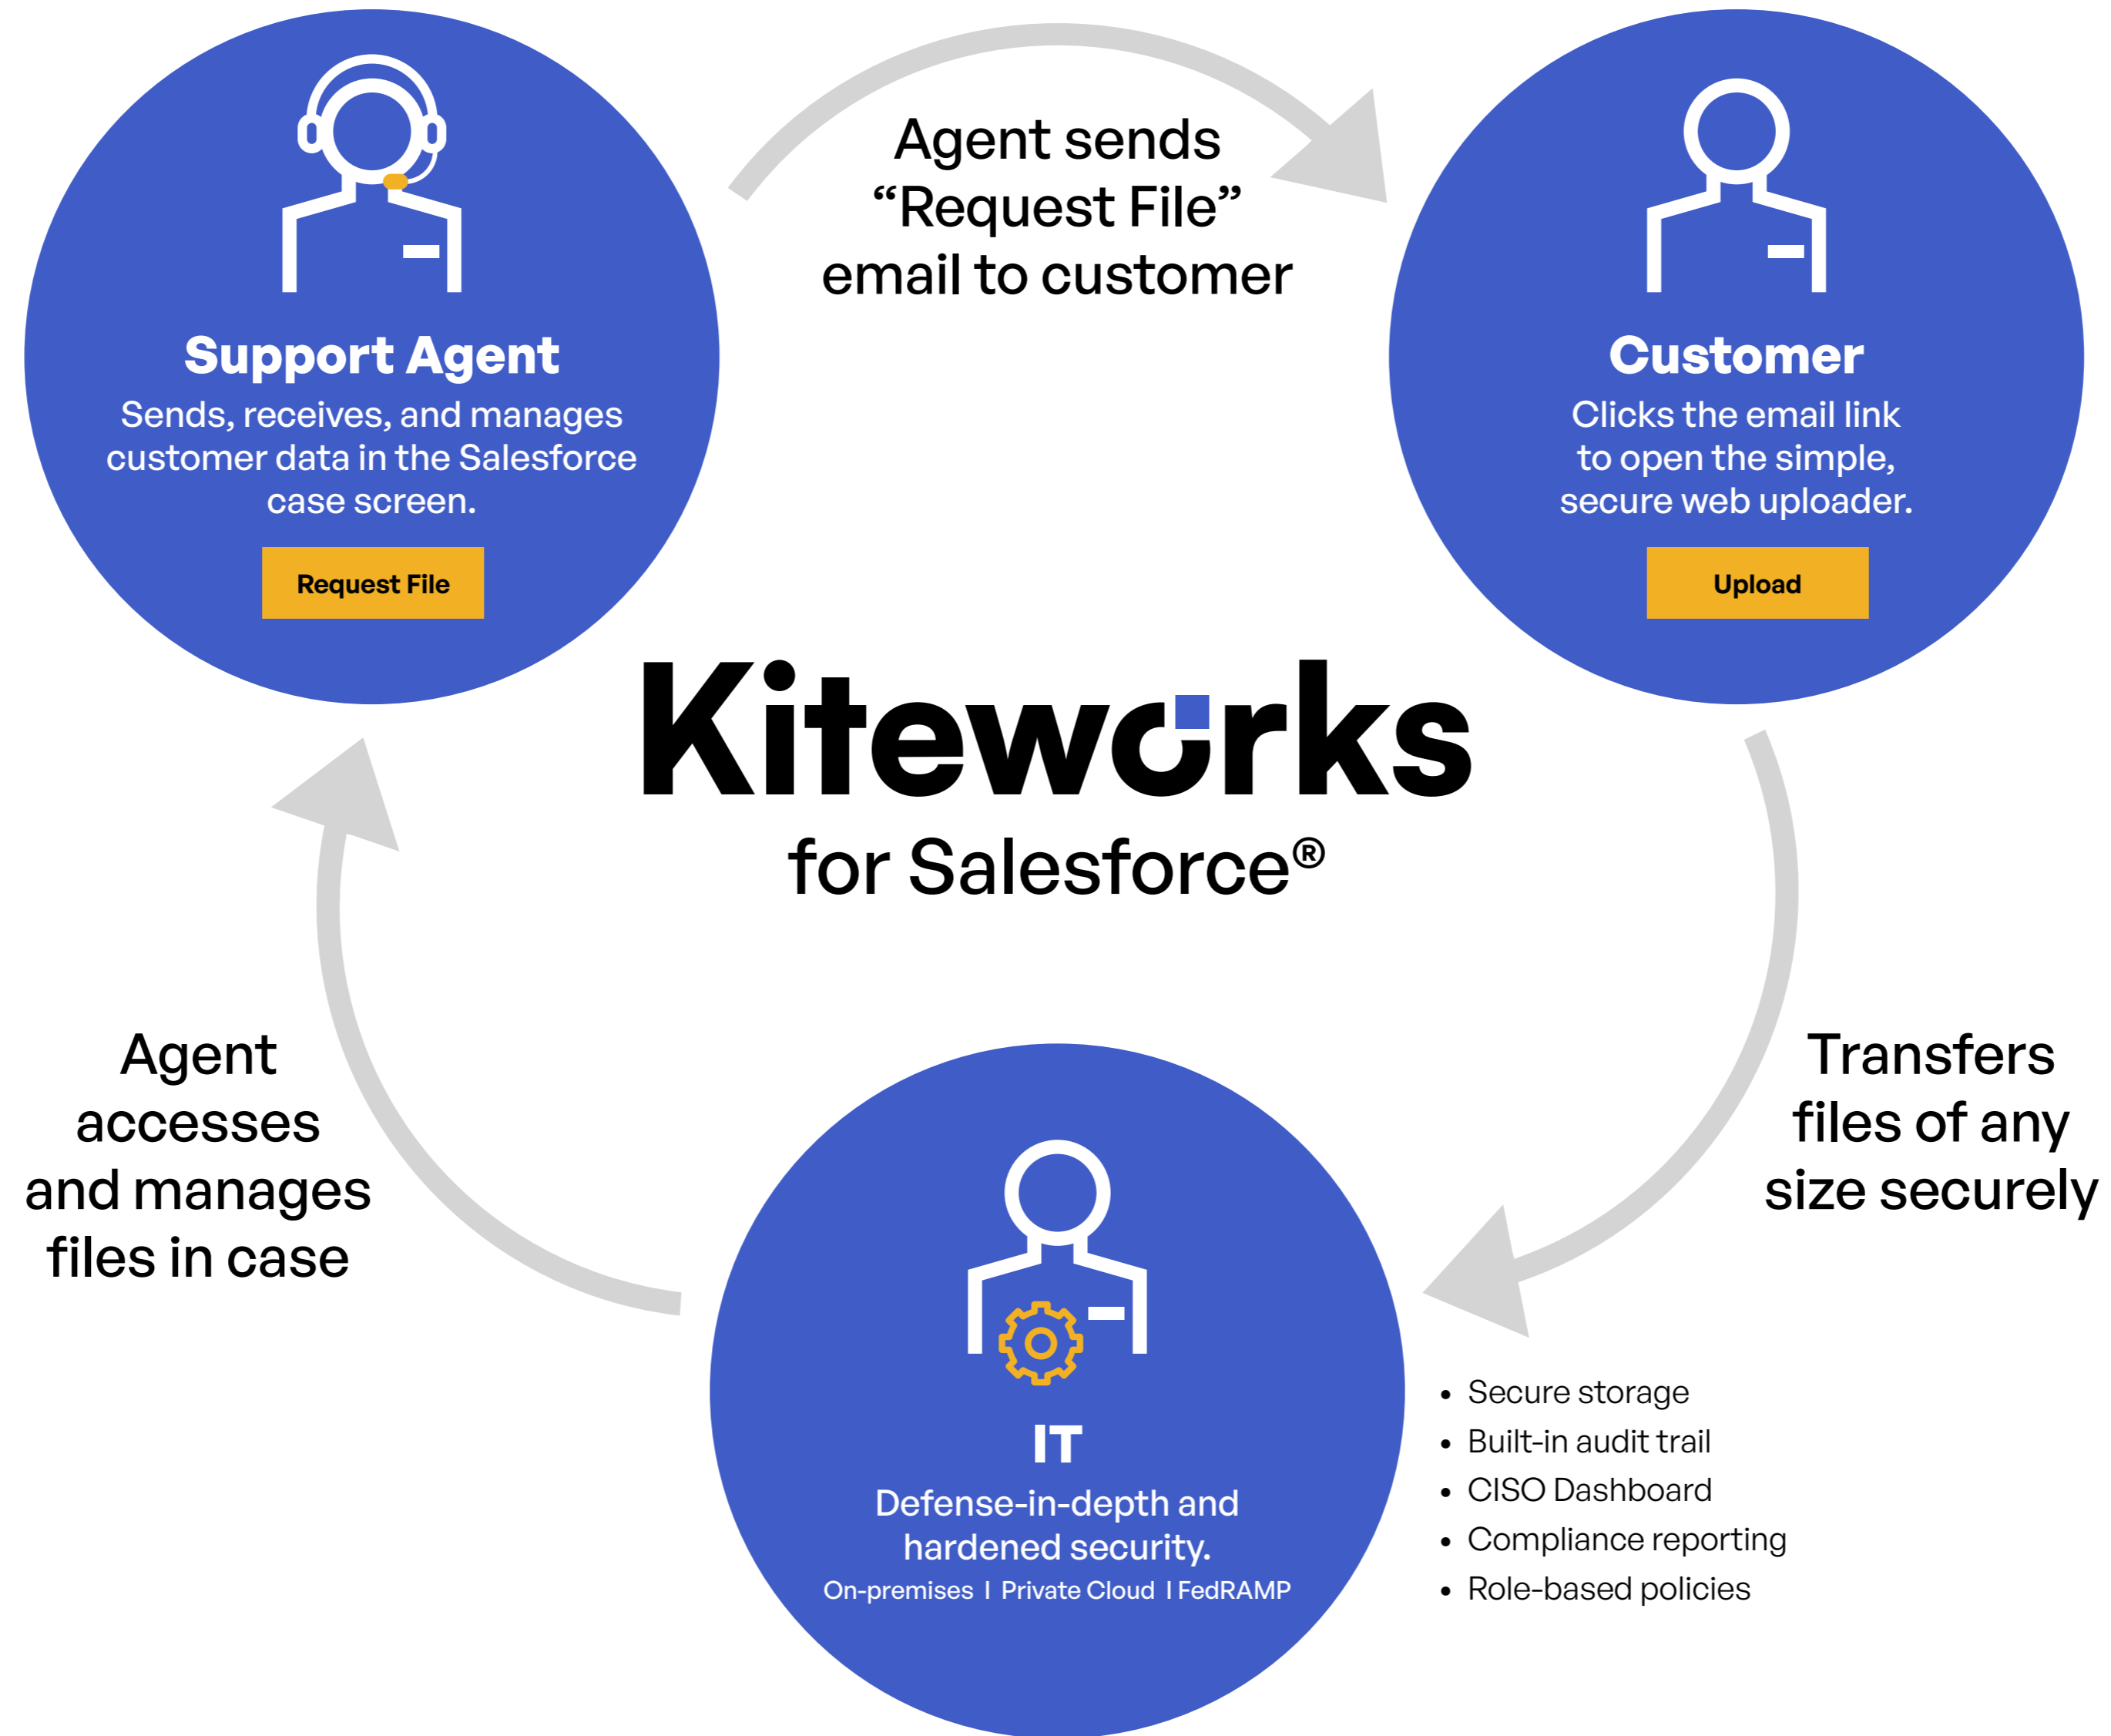 Agent sends
“Request File”
email to customer
Support Agent
Sends, receives, and manages
customer data in the Salesforce
case screen.
Request File
Customer
Clicks the email link
to open the simple,
secure web uploader.
Upload
Kiteworks
for Salesforce®
Agent
accesses
and manages
files in case
Transfers
files of any
size securely
IT
Defense-in-depth and
hardened security.
On-premises | Private Cloud | FedRAMP
• Secure storage
• Built-in audit trail
• CISO Dashboard
• Compliance reporting
• Role-based policies